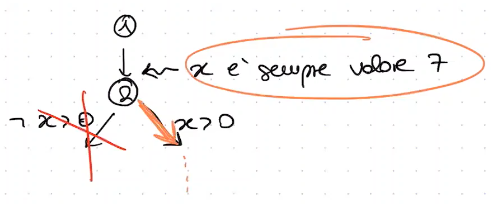 1
2 ← x è sempre valore 7
¬ x > 0 x > 0